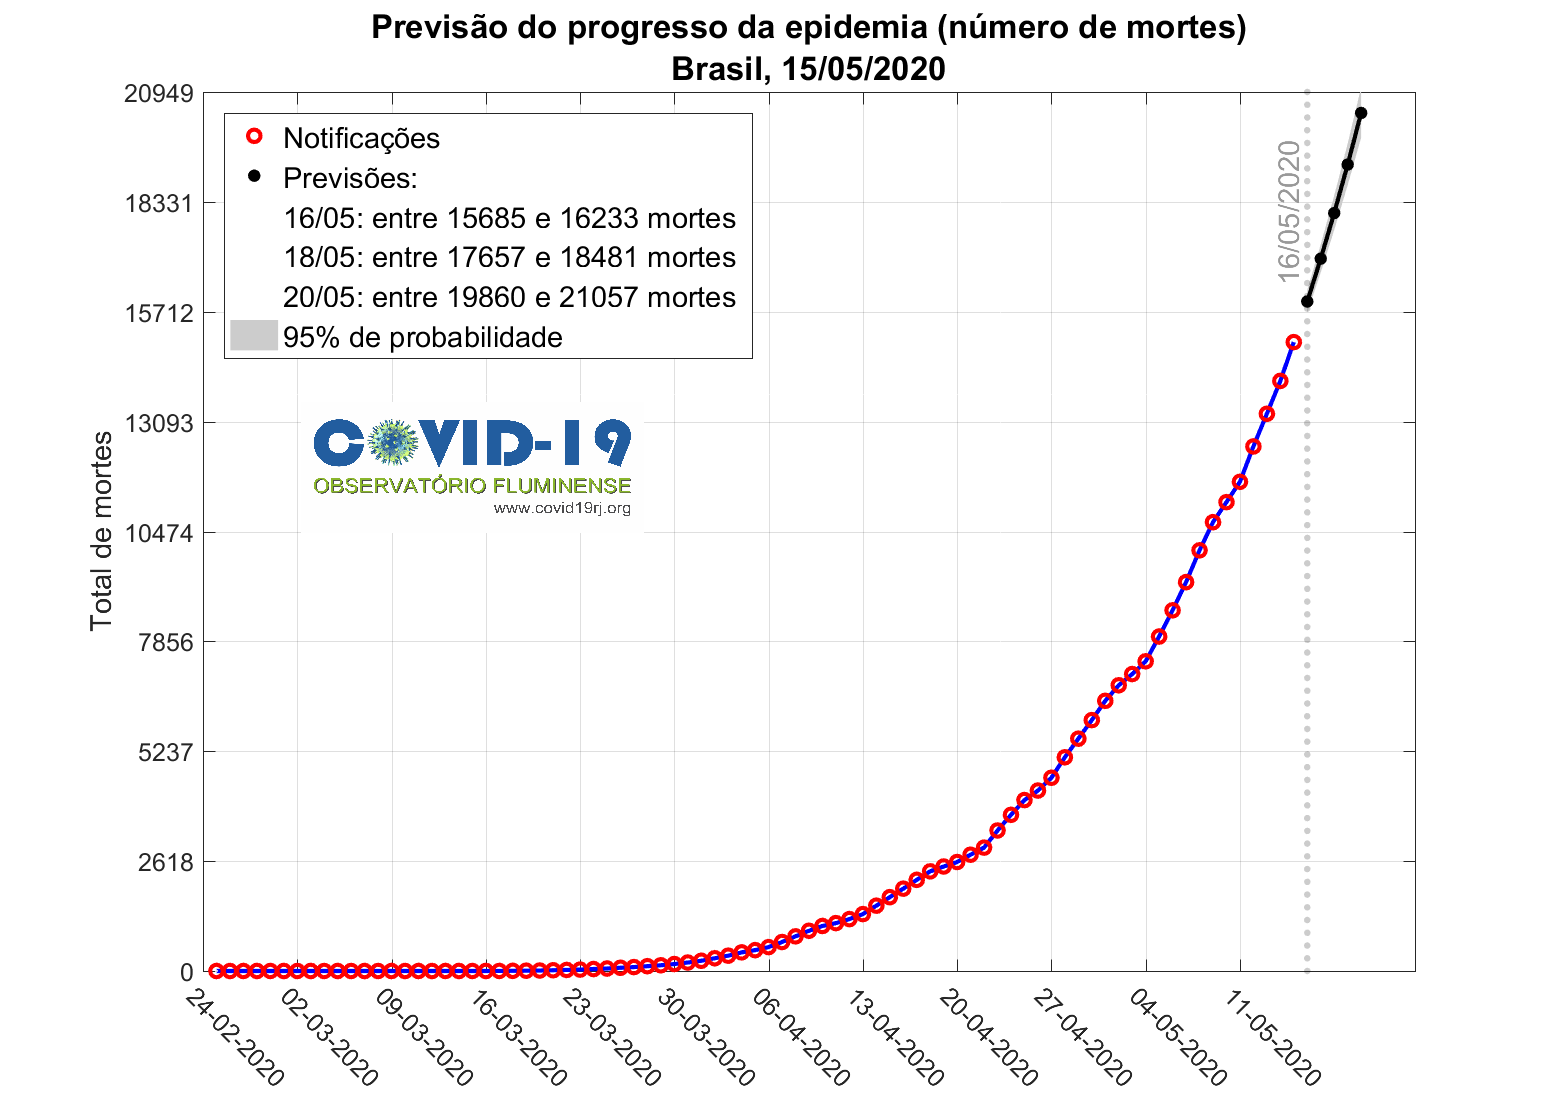 Previsão do progresso da epidemia (número de mortes)
Brasil, 15/05/2020
20949
18331
15712
13093
10474
7856
5237
2618
0
Total de mortes
Notificações
Previsões:
16/05: entre 15685 e 16233 mortes
18/05: entre 17657 e 18481 mortes
20/05: entre 19860 e 21057 mortes
95% de probabilidade
COVID-19
OBSERVATÓRIO FLUMINENSE
www.covid19rj.org
16/05/2020
24-02-2020
02-03-2020
09-03-2020
16-03-2020
23-03-2020
30-03-2020
06-04-2020
13-04-2020
20-04-2020
27-04-2020
04-05-2020
11-05-2020